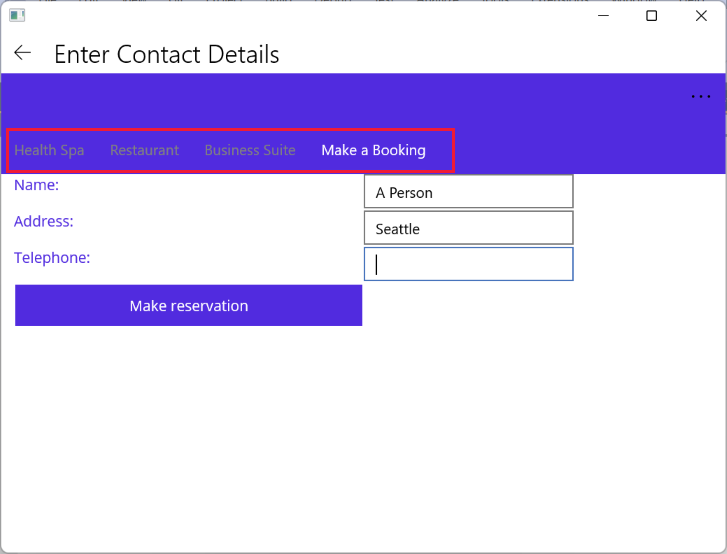 Enter Contact Details
...
Health Spa Restaurant Business Suite Make a Booking
Name: A Person
Address: Seattle
Telephone:
Make reservation